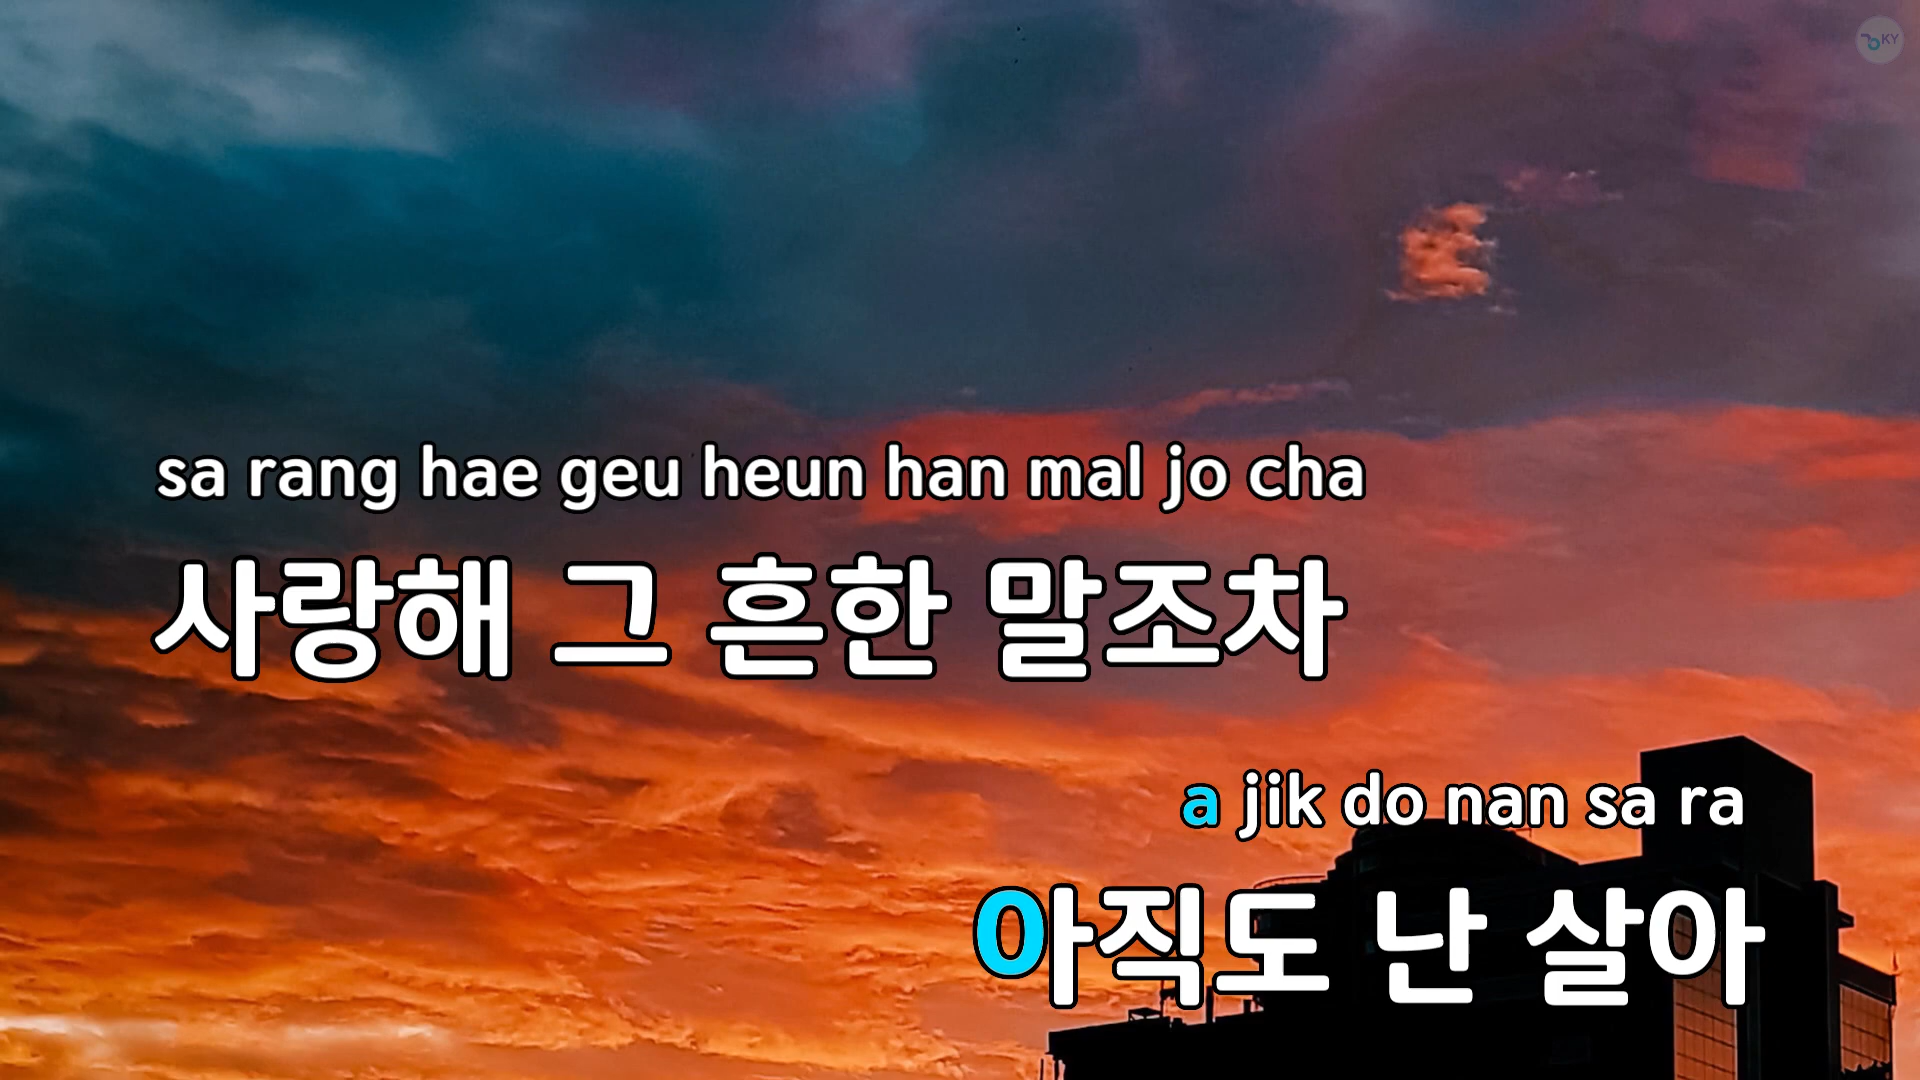 KY
sa rang hae geu heun han mal jo cha
사랑해 그 흔한 말조차
a jik do nan sa ra
아직도 난 살아